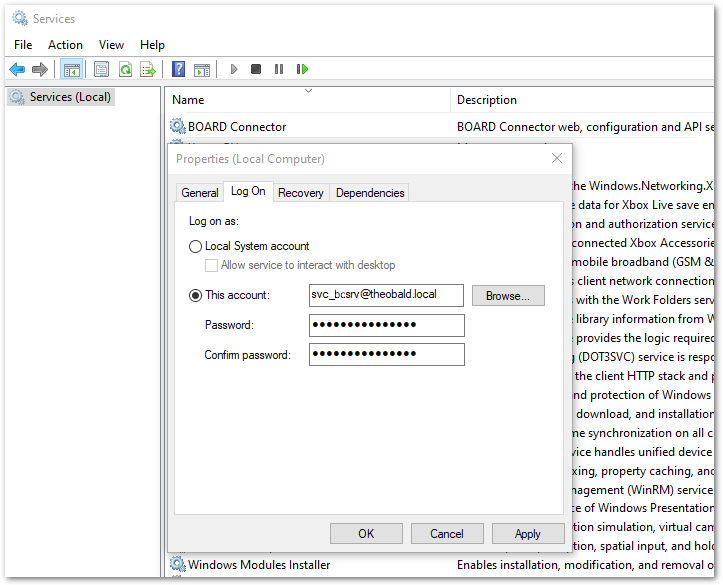 Services
File Action View Help
Services (Local)
Name Description
BOARD Connector BOARD Connector web, configuration and API se
Properties (Local Computer)
General Log On Recovery Dependencies
Log on as:
Local System account
Allow service to interact with desktop
This account: svc_bcsrv@theobald.local Browse...
Password: ●●●●●●●●●●●●●●●
Confirm password: ●●●●●●●●●●●●●●●
OK Cancel Apply
the Windows.Networking.X
data for Xbox Live save en
on and authorization service
connected Xbox Accessorie
mobile broadband (GSM &
s client network connection
with the Work Folders serv
library information from W
provides the logic required
(DOT3SVC) service is respo
the client HTTP stack and p
nd protection of Windows
download, and installation
me synchronization on all c
vice handles unified device
xing, property caching, and
nagement (WinRM) service
ce of Windows Presentation
tion simulation, virtual cam
tion, spatial input, and holo
Windows Modules Installer Enables installation, modification, and removal o